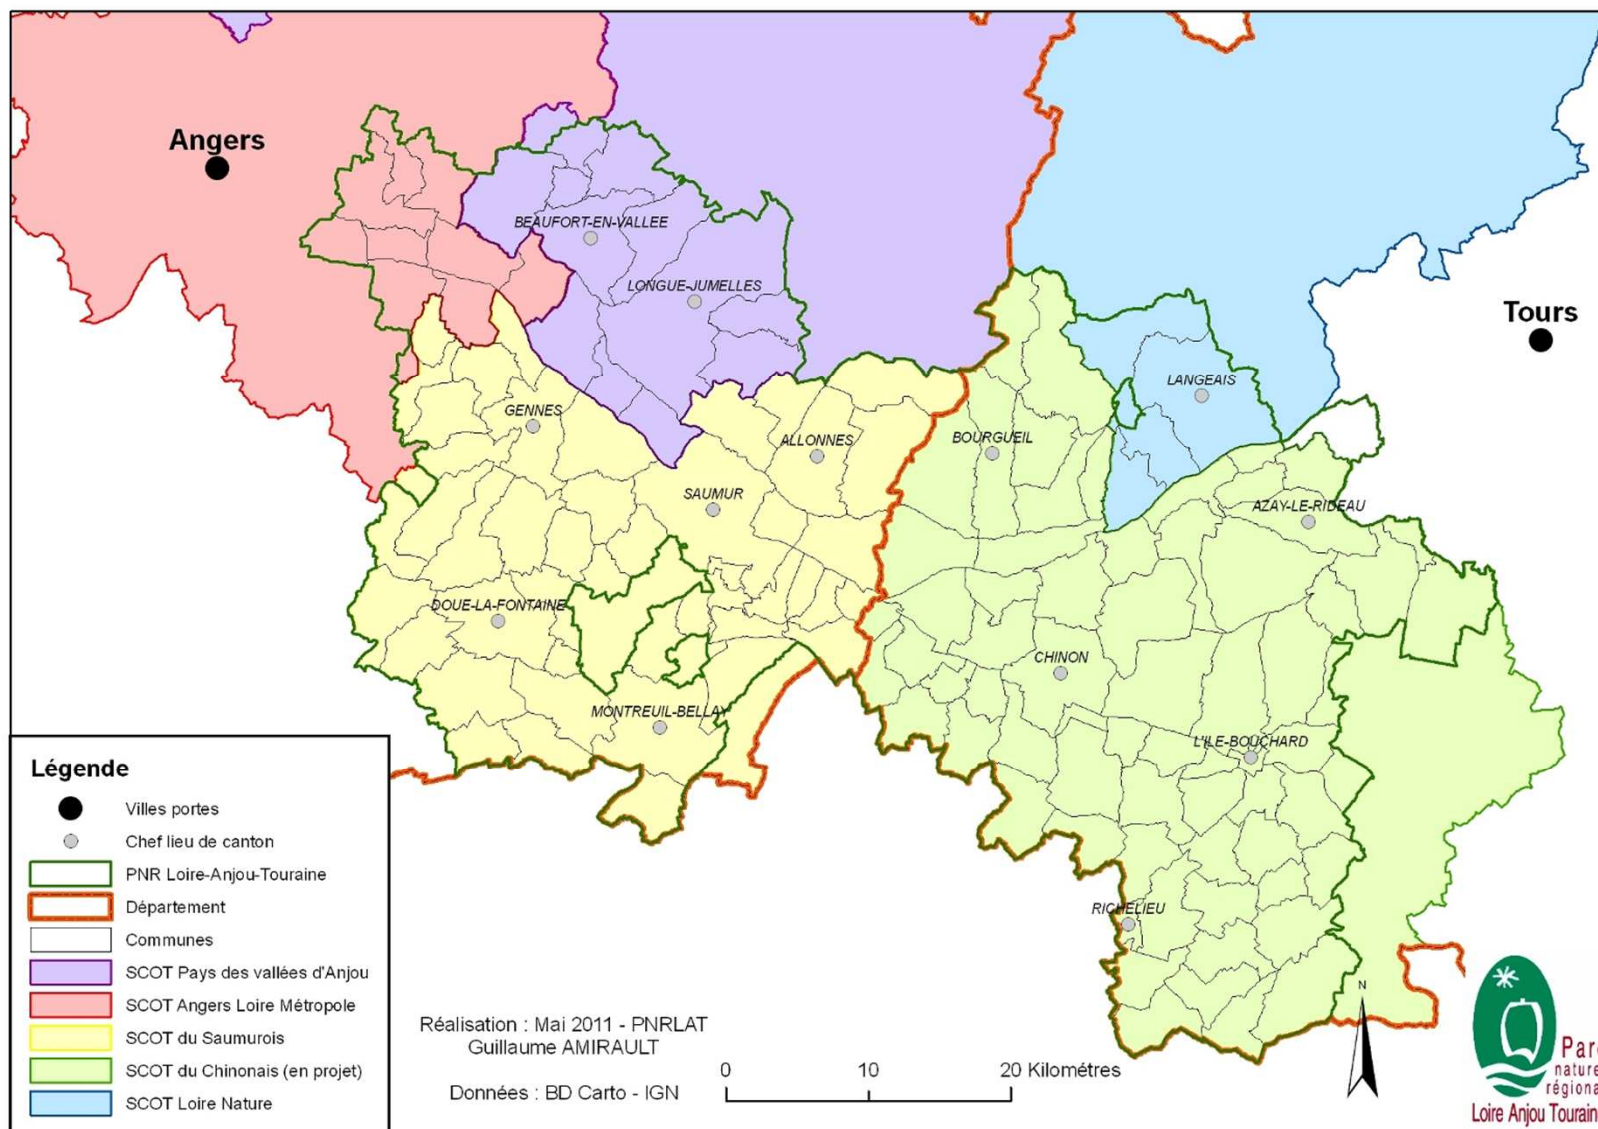 Angers
BEAUFORT-EN-VALLEE
LONGUE-JUMELLES
Tours
LANGEAIS
GENNES
ALLONNES
BOURGUEIL
SAUMUR
AZAY-LE-RIDEAU
DOUE-LA-FONTAINE
CHINON
MONTREUIL-BELLAY
L'ILE-BOUCHARD
RICHELIEU
Légende
Villes portes
Chef lieu de canton
PNR Loire-Anjou-Touraine
Département
Communes
SCOT Pays des vallées d'Anjou
SCOT Angers Loire Métropole
SCOT du Saumurois
SCOT du Chinonais (en projet)
SCOT Loire Nature
Réalisation : Mai 2011 - PNRLAT
Guillaume AMIRAULT
Données : BD Carto - IGN
0 10 20 Kilométres
N
Parc
nature
régiona
Loire Anjou Tourain